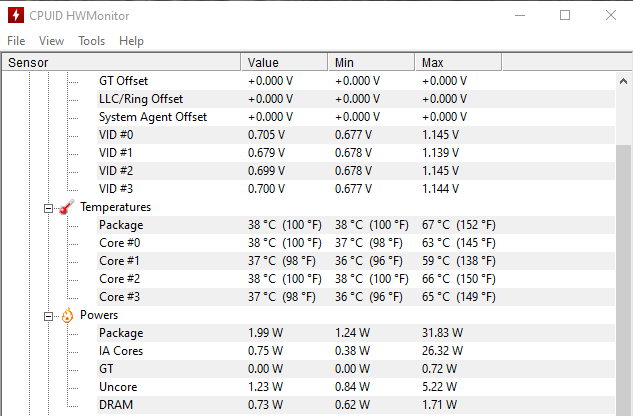 CPUID HWMonitor
File View Tools Help
Sensor Value Min Max
GT Offset +0.000 V +0.000 V +0.000 V
LLC/Ring Offset +0.000 V +0.000 V +0.000 V
System Agent Offset +0.000 V +0.000 V +0.000 V
VID #0 0.705 V 0.677 V 1.145 V
VID #1 0.679 V 0.678 V 1.139 V
VID #2 0.699 V 0.678 V 1.145 V
VID #3 0.700 V 0.677 V 1.144 V
Temperatures
Package 38 °C (100 °F) 38 °C (100 °F) 67 °C (152 °F)
Core #0 38 °C (100 °F) 37 °C (98 °F) 63 °C (145 °F)
Core #1 37 °C (98 °F) 36 °C (96 °F) 59 °C (138 °F)
Core #2 38 °C (100 °F) 38 °C (100 °F) 66 °C (150 °F)
Core #3 37 °C (98 °F) 36 °C (96 °F) 65 °C (149 °F)
Powers
Package 1.99 W 1.24 W 31.83 W
IA Cores 0.75 W 0.38 W 26.32 W
GT 0.00 W 0.00 W 0.72 W
Uncore 1.23 W 0.84 W 5.22 W
DRAM 0.73 W 0.62 W 1.71 W